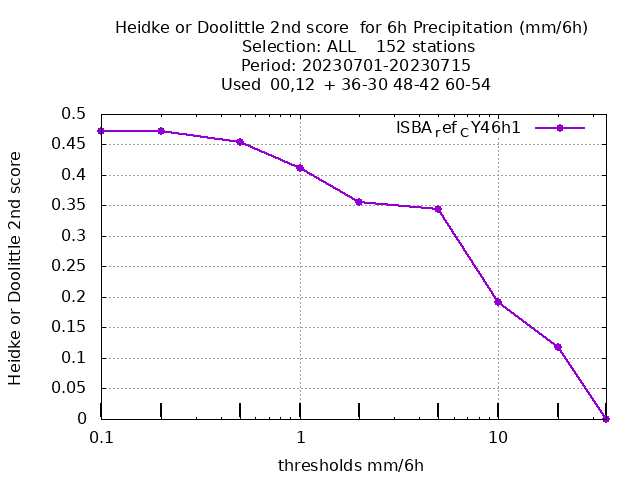 Heidke or Doolittle 2nd score  for 6h Precipitation (mm/6h)
Selection: ALL    152 stations
Period: 20230701-20230715
Used  00,12  + 36-30 48-42 60-54
ISBAref CY46h1
Heidke or Doolittle 2nd score
0.5
0.45
0.4
0.35
0.3
0.25
0.2
0.15
0.1
0.05
0
0.1
1
10
thresholds mm/6h